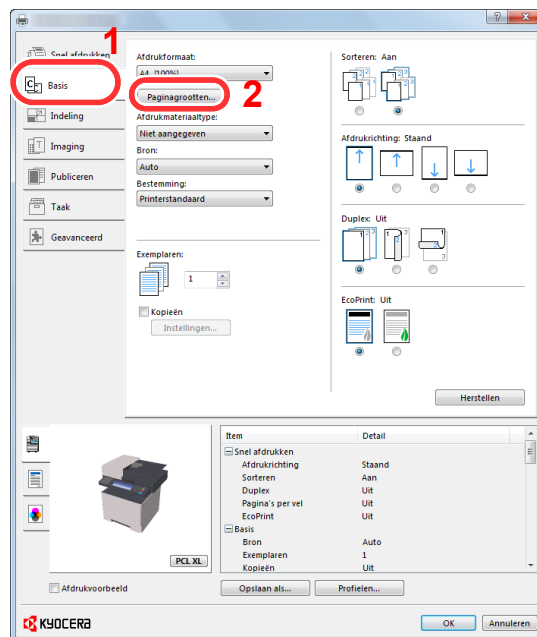 1
Snel afdrukken
Basis
Indeling
Imaging
Publiceren
Taak
Geavanceerd
Afdrukformaat:
A4 [100%]
Paginagrootten...
2
Afdrukmateriaaltype:
Niet aangegeven
Bron:
Auto
Bestemming:
Printerstandaard
Exemplaren:
1
Kopieën
Instellingen...
Sorteren: Aan
Afdrukrichting: Staand
Duplex: Uit
EcoPrint: Uit
Herstellen
PCL XL
Afdrukvoorbeeld
Item Detail
Snel afdrukken
Afdrukrichting Staand
Sorteren Aan
Duplex Uit
Pagina's per vel Uit
EcoPrint Uit
Basis
Bron Auto
Exemplaren 1
Kopieën Uit
Opslaan als... Profielen...
KYOCERA
OK Annuleren